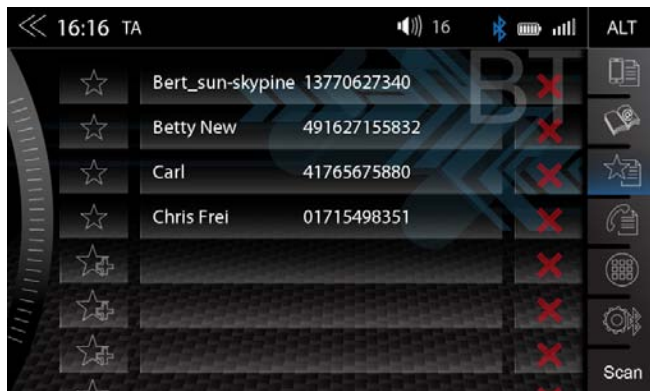 16:16 TA 16 ALT
BT
Bert_sun-skypine 13770627340
Betty New 491627155832
Carl 41765675880
Chris Frei 01715498351
Scan